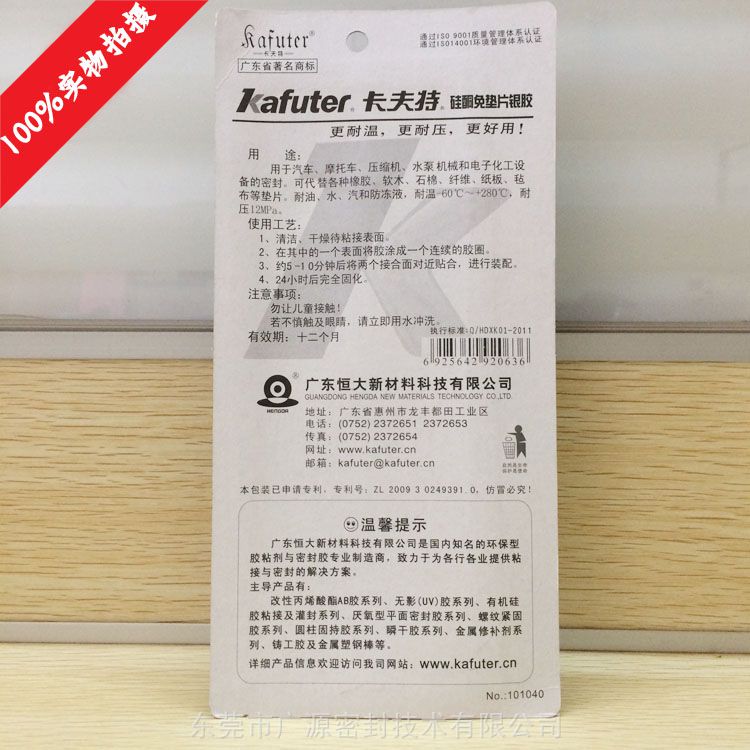 100%实物拍摄
Kafuter®
卡夫特
广东省著名商标
通过ISO 9001质量管理体系认证
通过ISO14001环境管理体系认证
Kafuter® 卡夫特® 硅酮免垫片银胶
更耐温，更耐压，更好用！
用 途：
用于汽车、摩托车、压缩机、水泵机械和电子化工设
备的密封。可代替各种橡胶、软木、石棉、纤维、纸板、毡
布等垫片。耐油、水、汽和防冻液，耐温-60℃～+280℃，耐
压12MPa。
使用工艺：
1、清洁、干燥待粘接表面。
2、在其中的一个表面将胶涂成一个连续的胶圈。
3、约5-10分钟后将两个接合面对近贴合，进行装配。
4、24小时后完全固化。
注意事项：
勿让儿童接触！
若不慎触及眼睛，请立即用水冲洗。
有效期：十二个月
执行标准:Q/HDXK01-2011
6 925642 920636
HENGDA
®
广东恒大新材料科技有限公司
GUANGDONG HENGDA NEW MATERIALS TECHNOLOGY CO.,LTD.
地址：广东省惠州市龙丰都田工业区
电话：(0752) 2372651 2372653
传真：(0752) 2372654
网址：www.kafuter.cn
邮箱：kafuter@kafuter.cn
本包装已申请专利，专利号：ZL 2009 3 0249391.0，仿冒必究！
温馨提示
广东恒大新材料科技有限公司是国内知名的环保型
胶粘剂与密封胶专业制造商，致力于为各行各业提供粘
接与密封的解决方案。
主导产品有：
改性丙烯酸酯AB胶系列、无影(UV)胶系列、有机硅
胶粘接及灌封系列、厌氧型平面密封胶系列、螺纹紧固
胶系列、圆柱固持胶系列、瞬干胶系列、金属修补剂系
列、铸工胶及金属塑钢棒等。
详细产品信息欢迎访问我司网站：www.kafuter.cn
No.:101040
东莞市广源密封技术有限公司